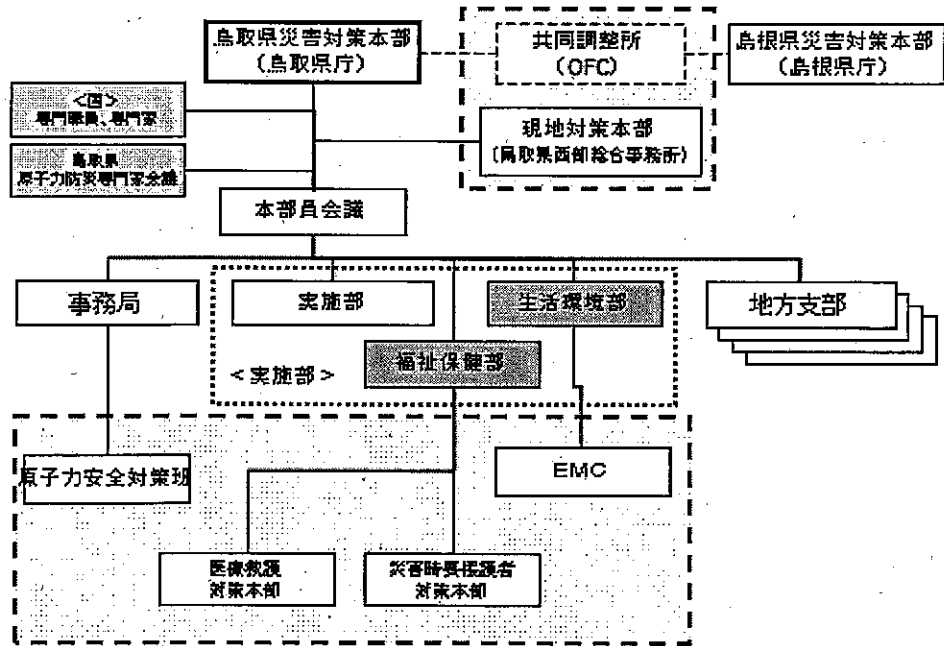 鳥取県災害対策本部
(鳥取県庁)
共同調整所
(OFC)
島根県災害対策本部
(島根県庁)
<国>
専門職員、専門家
現地対策本部
(鳥取県西部総合事務所)
鳥取県
原子力防災専門家会議
本部員会議
事務局
実施部
生活環境部
地方支部
福祉保健部
<実施部>
原子力安全対策班
EMC
医療救護
対策本部
災害時要援護者
対策本部